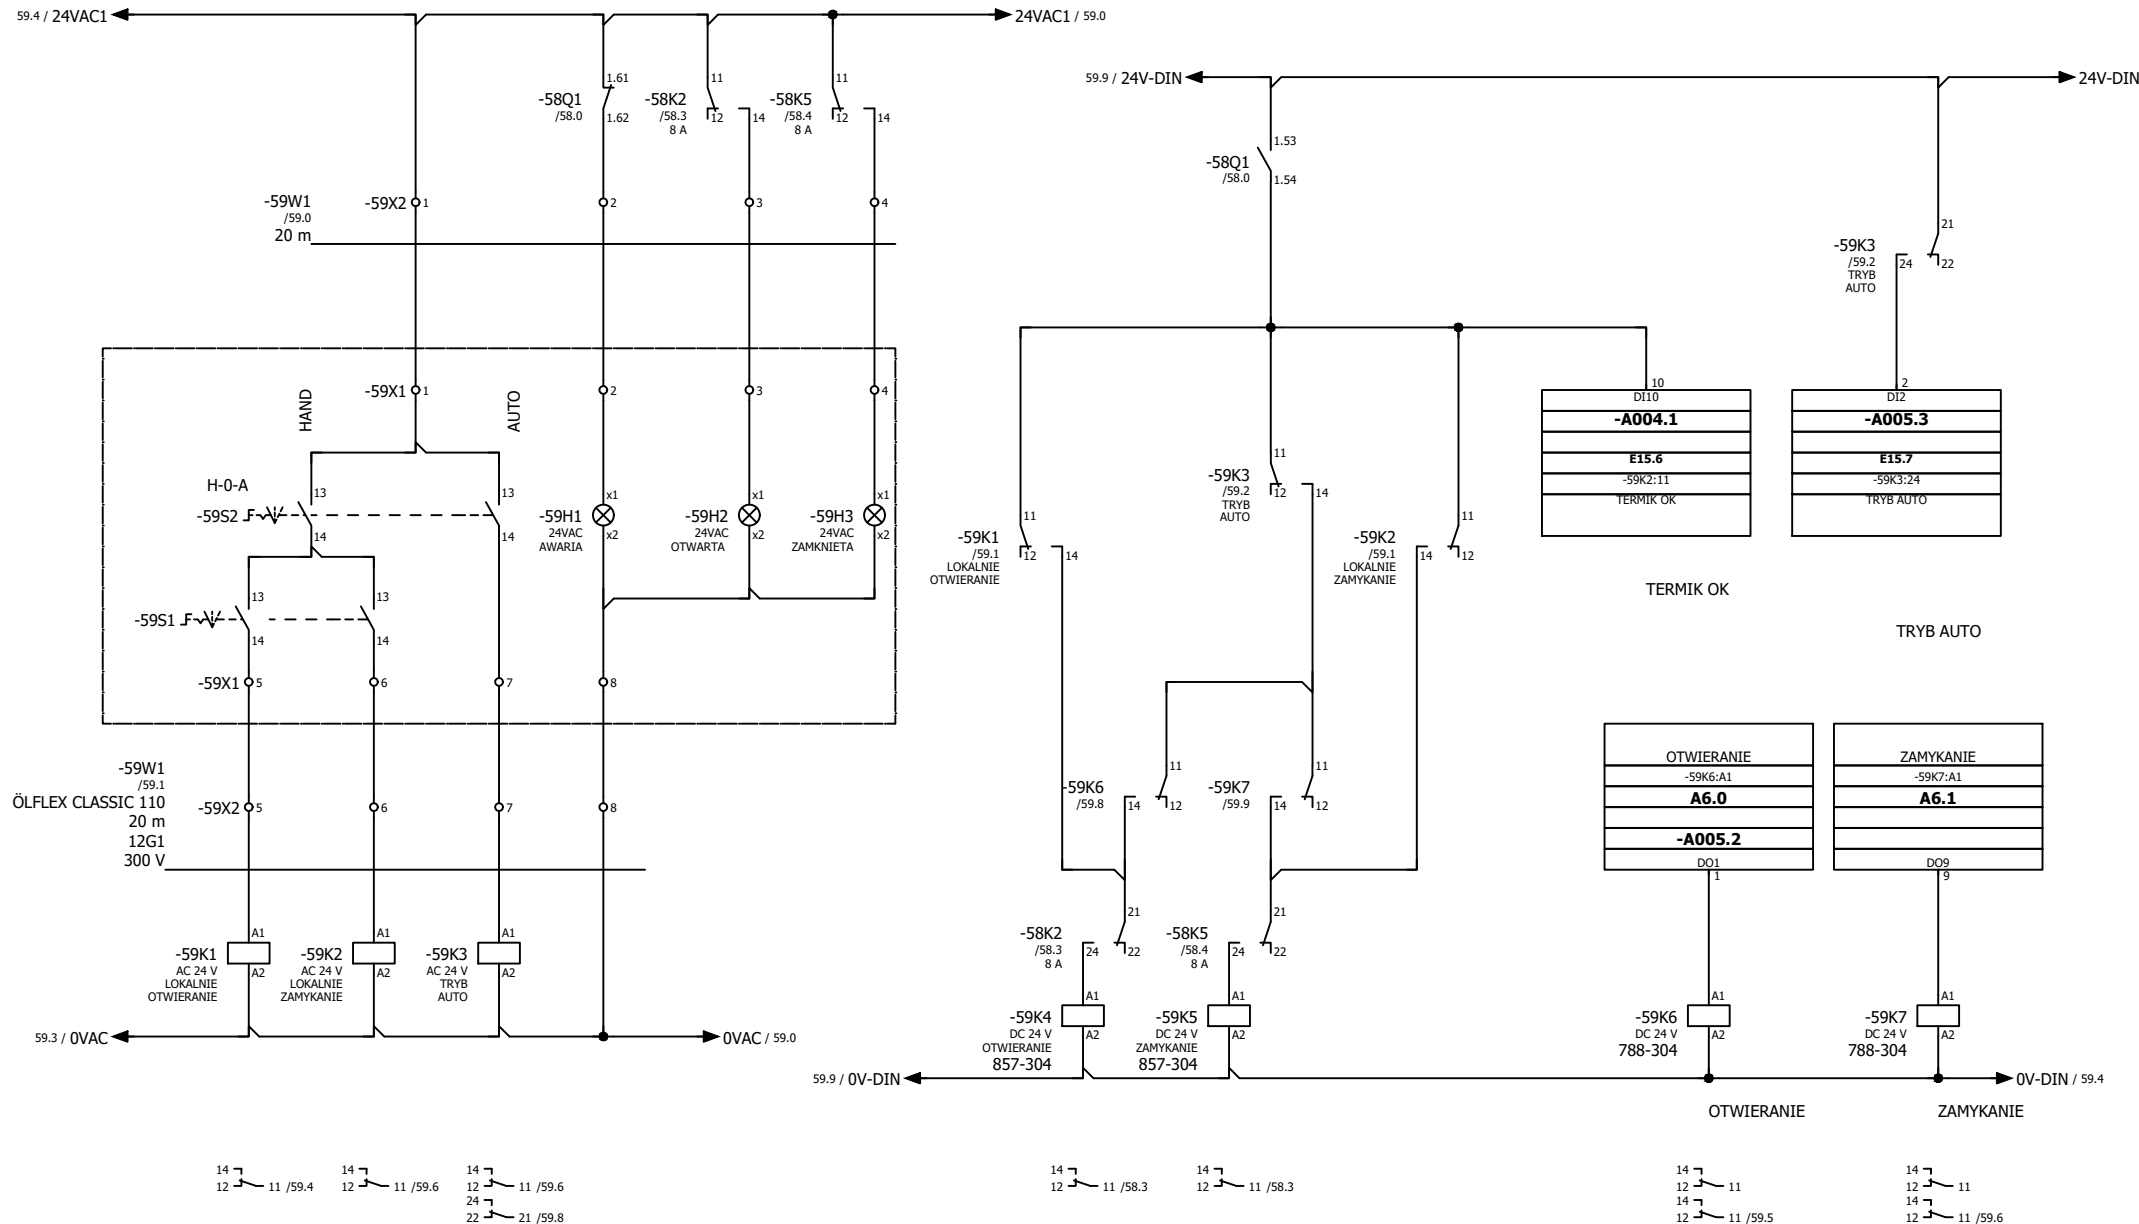 59.4 / 24VAC1
24VAC1 / 59.0
59.9 / 24V-DIN
24V-DIN
-58Q1
/58.0
1.61
1.62
-58K2
/58.3
8 A
11
12
14
-58K5
/58.4
8 A
11
12
14
-58Q1
/58.0
1.53
1.54
-59W1
/59.0
20 m
-59X2
1
2
3
4
-59K3
/59.2
TRYB
AUTO
21
24
22
HAND
-59X1
1
AUTO
2
3
4
10
DI10
-A004.1
E15.6
-59K2:11
TERMIK OK
2
DI2
-A005.3
E15.7
-59K3:24
TRYB AUTO
H-0-A
-59S2
13
14
13
14
-59H1
24VAC
AWARIA
x1
x2
-59H2
24VAC
OTWARTA
x1
x2
-59H3
24VAC
ZAMKNIETA
x1
x2
-59K1
/59.1
LOKALNIE
OTWIERANIE
11
12
14
-59K3
/59.2
TRYB
AUTO
11
12
14
-59K2
/59.1
LOKALNIE
ZAMYKANIE
11
14
12
TERMIK OK
TRYB AUTO
-59S1
13
14
13
14
-59X1
5
6
7
8
-59W1
/59.1
ÖLFLEX CLASSIC 110
20 m
12G1
300 V
-59X2
5
6
7
8
-59K6
/59.8
11
14
12
-59K7
/59.9
11
14
12
OTWIERANIE
-59K6:A1
A6.0
-A005.2
DO1
1
ZAMYKANIE
-59K7:A1
A6.1
DO9
9
-58K2
/58.3
8 A
21
24
22
-58K5
/58.4
8 A
21
24
22
-59K1
AC 24 V
LOKALNIE
OTWIERANIE
A1
A2
-59K2
AC 24 V
LOKALNIE
ZAMYKANIE
A1
A2
-59K3
AC 24 V
TRYB
AUTO
A1
A2
-59K4
DC 24 V
OTWIERANIE
857-304
A1
A2
-59K5
DC 24 V
ZAMYKANIE
857-304
A1
A2
-59K6
DC 24 V
788-304
A1
A2
-59K7
DC 24 V
788-304
A1
A2
59.3 / 0VAC
0VAC / 59.0
59.9 / 0V-DIN
0V-DIN / 59.4
OTWIERANIE
ZAMYKANIE
14
12
11 /59.4
14
12
11 /59.6
14
12
11 /59.6
24
22
21 /59.8
14
12
11 /58.3
14
12
11 /58.3
14
12
11
14
12
11 /59.5
14
12
11
14
12
11 /59.6